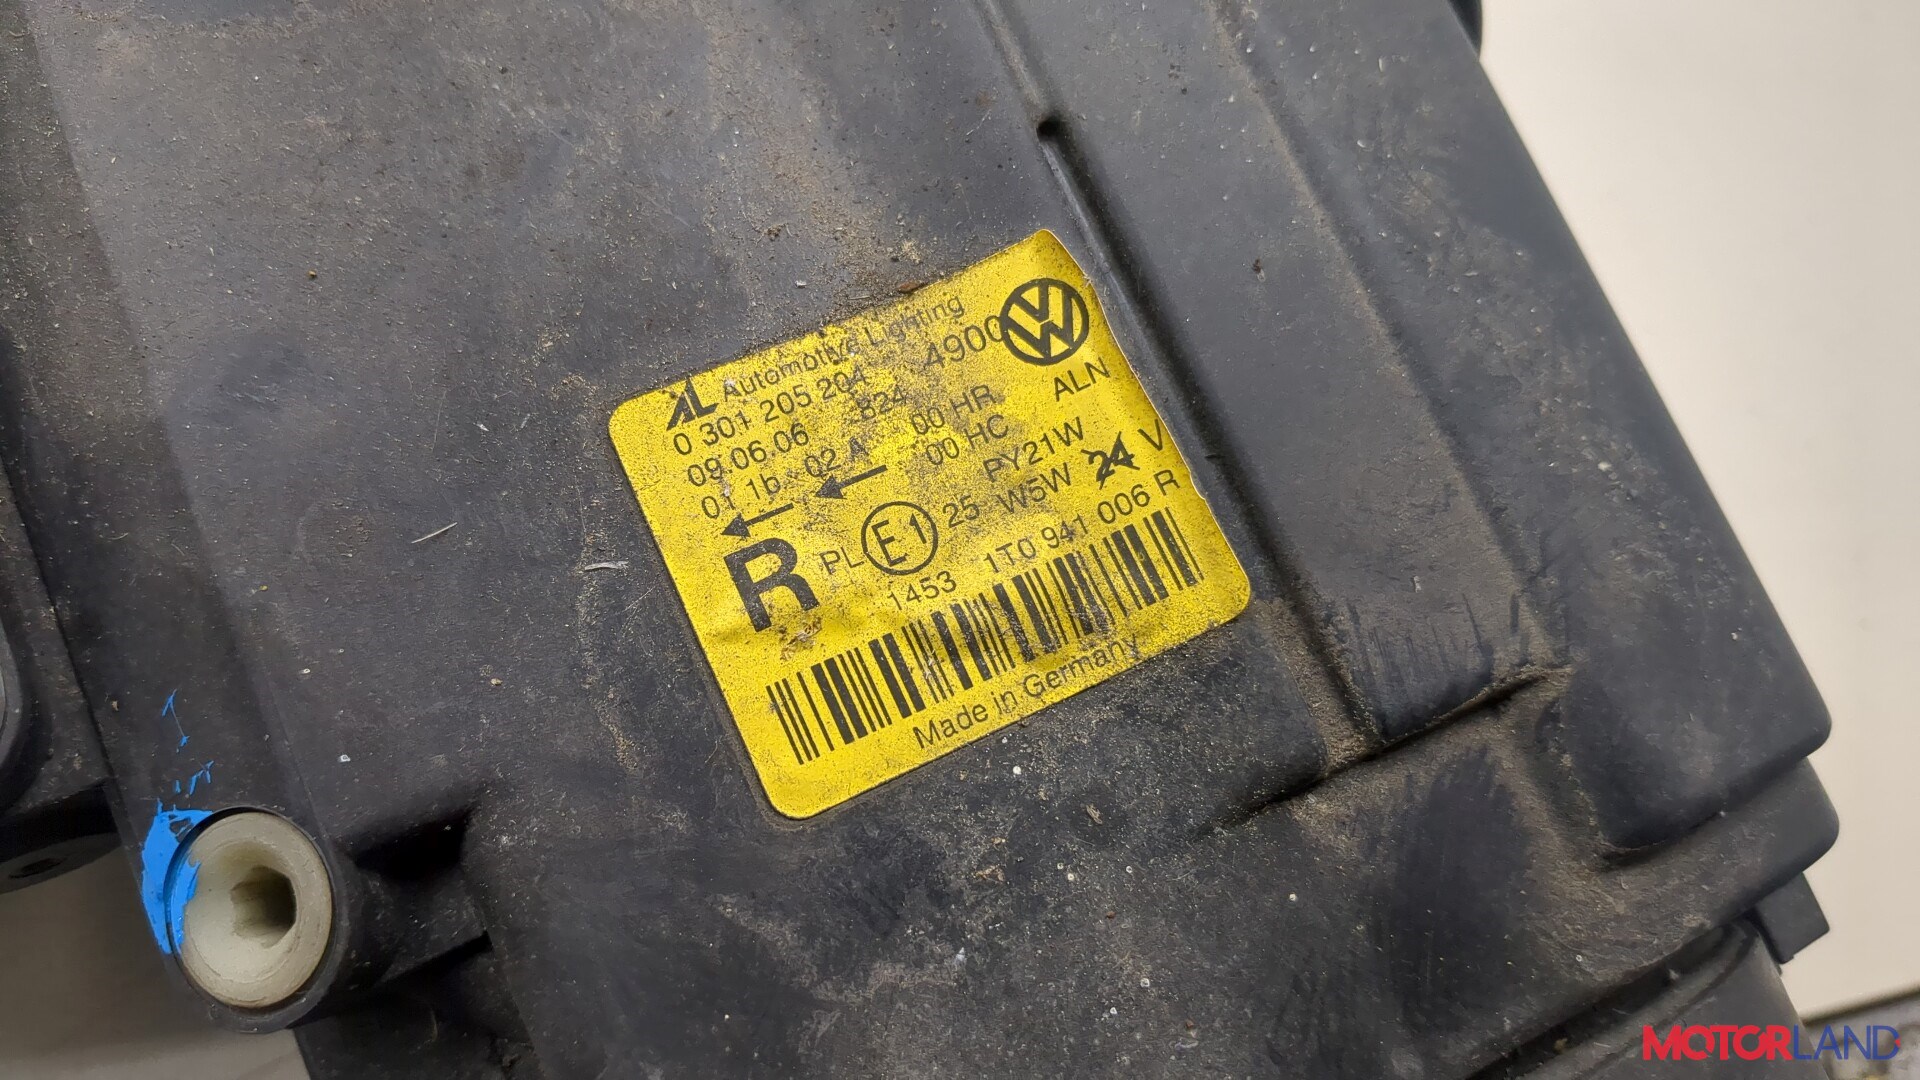 AL Automotive Lighting
0 301 205 204 4900 VW
09.06.06 824 ALN
01 1b 02 A 00 HR
00 HC
PY21W
R PL E1 25 W5W 24 V
1453 1T0 941 006 R
Made in Germany
MOTORLAND